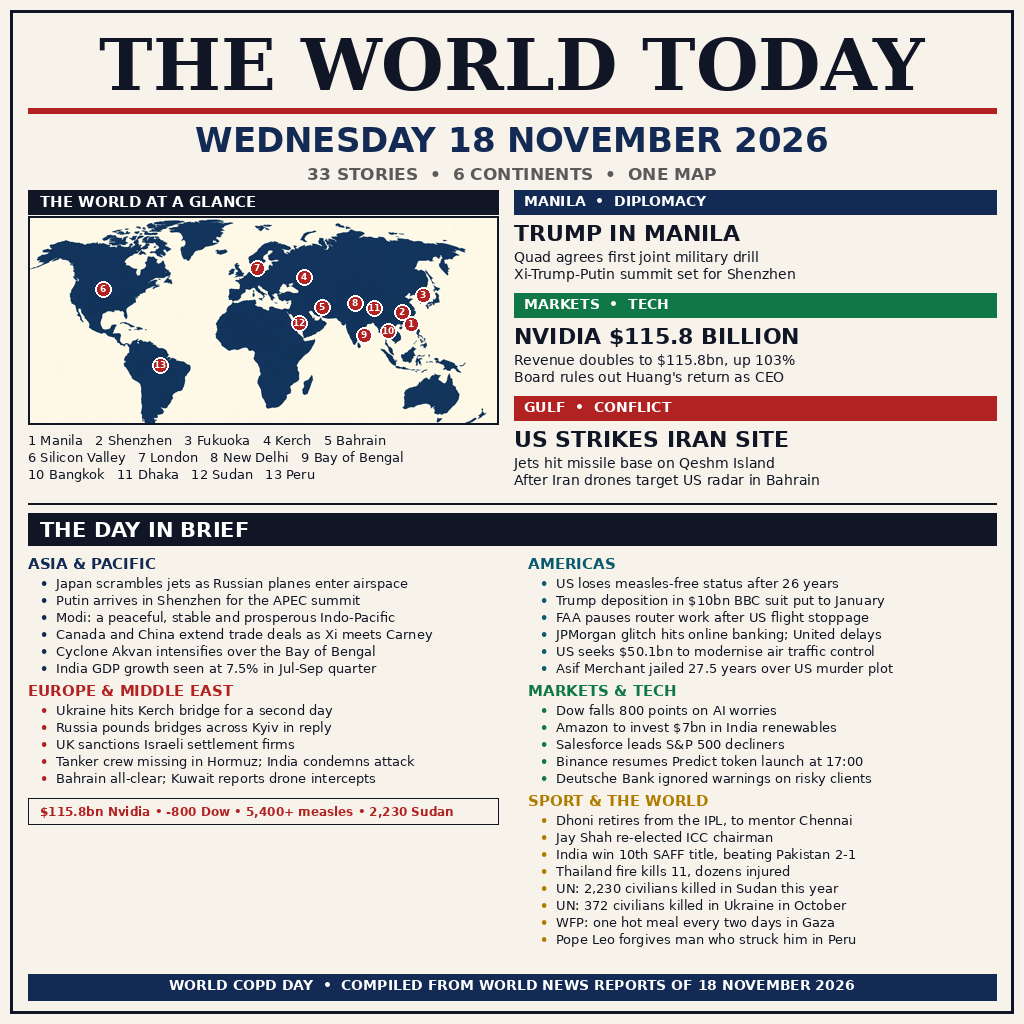 THE WORLD TODAY
WEDNESDAY 18 NOVEMBER 2026
33 STORIES • 6 CONTINENTS • ONE MAP
THE WORLD AT A GLANCE
7
4
6
3
8
5
11
2
12
10
1
9
13
1 Manila 2 Shenzhen 3 Fukuoka 4 Kerch 5 Bahrain
6 Silicon Valley 7 London 8 New Delhi 9 Bay of Bengal
10 Bangkok 11 Dhaka 12 Sudan 13 Peru
MANILA • DIPLOMACY
TRUMP IN MANILA
Quad agrees first joint military drill
Xi-Trump-Putin summit set for Shenzhen
MARKETS • TECH
NVIDIA $115.8 BILLION
Revenue doubles to $115.8bn, up 103%
Board rules out Huang's return as CEO
GULF • CONFLICT
US STRIKES IRAN SITE
Jets hit missile base on Qeshm Island
After Iran drones target US radar in Bahrain
THE DAY IN BRIEF
ASIA & PACIFIC
• Japan scrambles jets as Russian planes enter airspace
• Putin arrives in Shenzhen for the APEC summit
• Modi: a peaceful, stable and prosperous Indo-Pacific
• Canada and China extend trade deals as Xi meets Carney
• Cyclone Akvan intensifies over the Bay of Bengal
• India GDP growth seen at 7.5% in Jul-Sep quarter
EUROPE & MIDDLE EAST
• Ukraine hits Kerch bridge for a second day
• Russia pounds bridges across Kyiv in reply
• UK sanctions Israeli settlement firms
• Tanker crew missing in Hormuz; India condemns attack
• Bahrain all-clear; Kuwait reports drone intercepts
$115.8bn Nvidia • -800 Dow • 5,400+ measles • 2,230 Sudan
AMERICAS
• US loses measles-free status after 26 years
• Trump deposition in $10bn BBC suit put to January
• FAA pauses router work after US flight stoppage
• JPMorgan glitch hits online banking; United delays
• US seeks $50.1bn to modernise air traffic control
• Asif Merchant jailed 27.5 years over US murder plot
MARKETS & TECH
• Dow falls 800 points on AI worries
• Amazon to invest $7bn in India renewables
• Salesforce leads S&P 500 decliners
• Binance resumes Predict token launch at 17:00
• Deutsche Bank ignored warnings on risky clients
SPORT & THE WORLD
• Dhoni retires from the IPL, to mentor Chennai
• Jay Shah re-elected ICC chairman
• India win 10th SAFF title, beating Pakistan 2-1
• Thailand fire kills 11, dozens injured
• UN: 2,230 civilians killed in Sudan this year
• UN: 372 civilians killed in Ukraine in October
• WFP: one hot meal every two days in Gaza
• Pope Leo forgives man who struck him in Peru
WORLD COPD DAY • COMPILED FROM WORLD NEWS REPORTS OF 18 NOVEMBER 2026